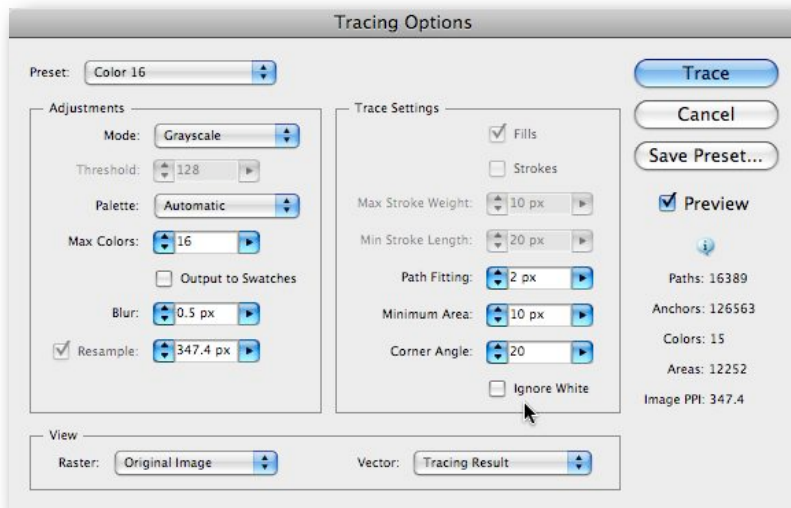 Tracing Options
Preset: Color 16
Trace
Adjustments
Mode: Grayscale
Threshold: 128
Palette: Automatic
Max Colors: 16
Output to Swatches
Blur: 0.5 px
Resample: 347.4 px
Trace Settings
Fills
Strokes
Max Stroke Weight: 10 px
Min Stroke Length: 20 px
Path Fitting: 2 px
Minimum Area: 10 px
Corner Angle: 20
Ignore White
Cancel
Save Preset...
Preview
Paths: 16389
Anchors: 126563
Colors: 15
Areas: 12252
Image PPI: 347.4
View
Raster: Original Image
Vector: Tracing Result